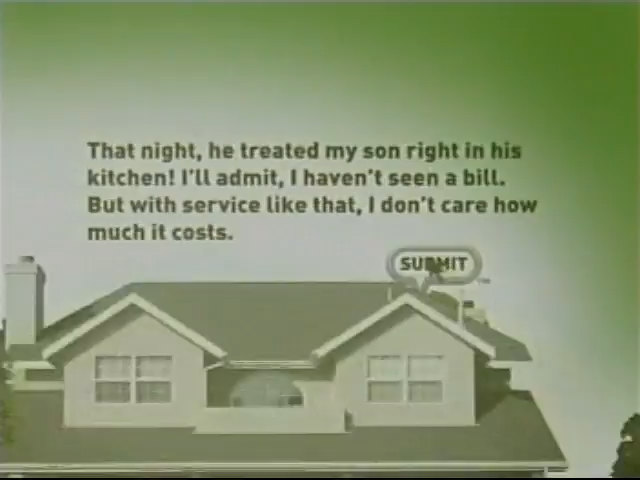 That night, he treated my son right in his
kitchen! I'll admit, I haven't seen a bill.
But with service like that, I don't care how
much it costs.
SUBMIT